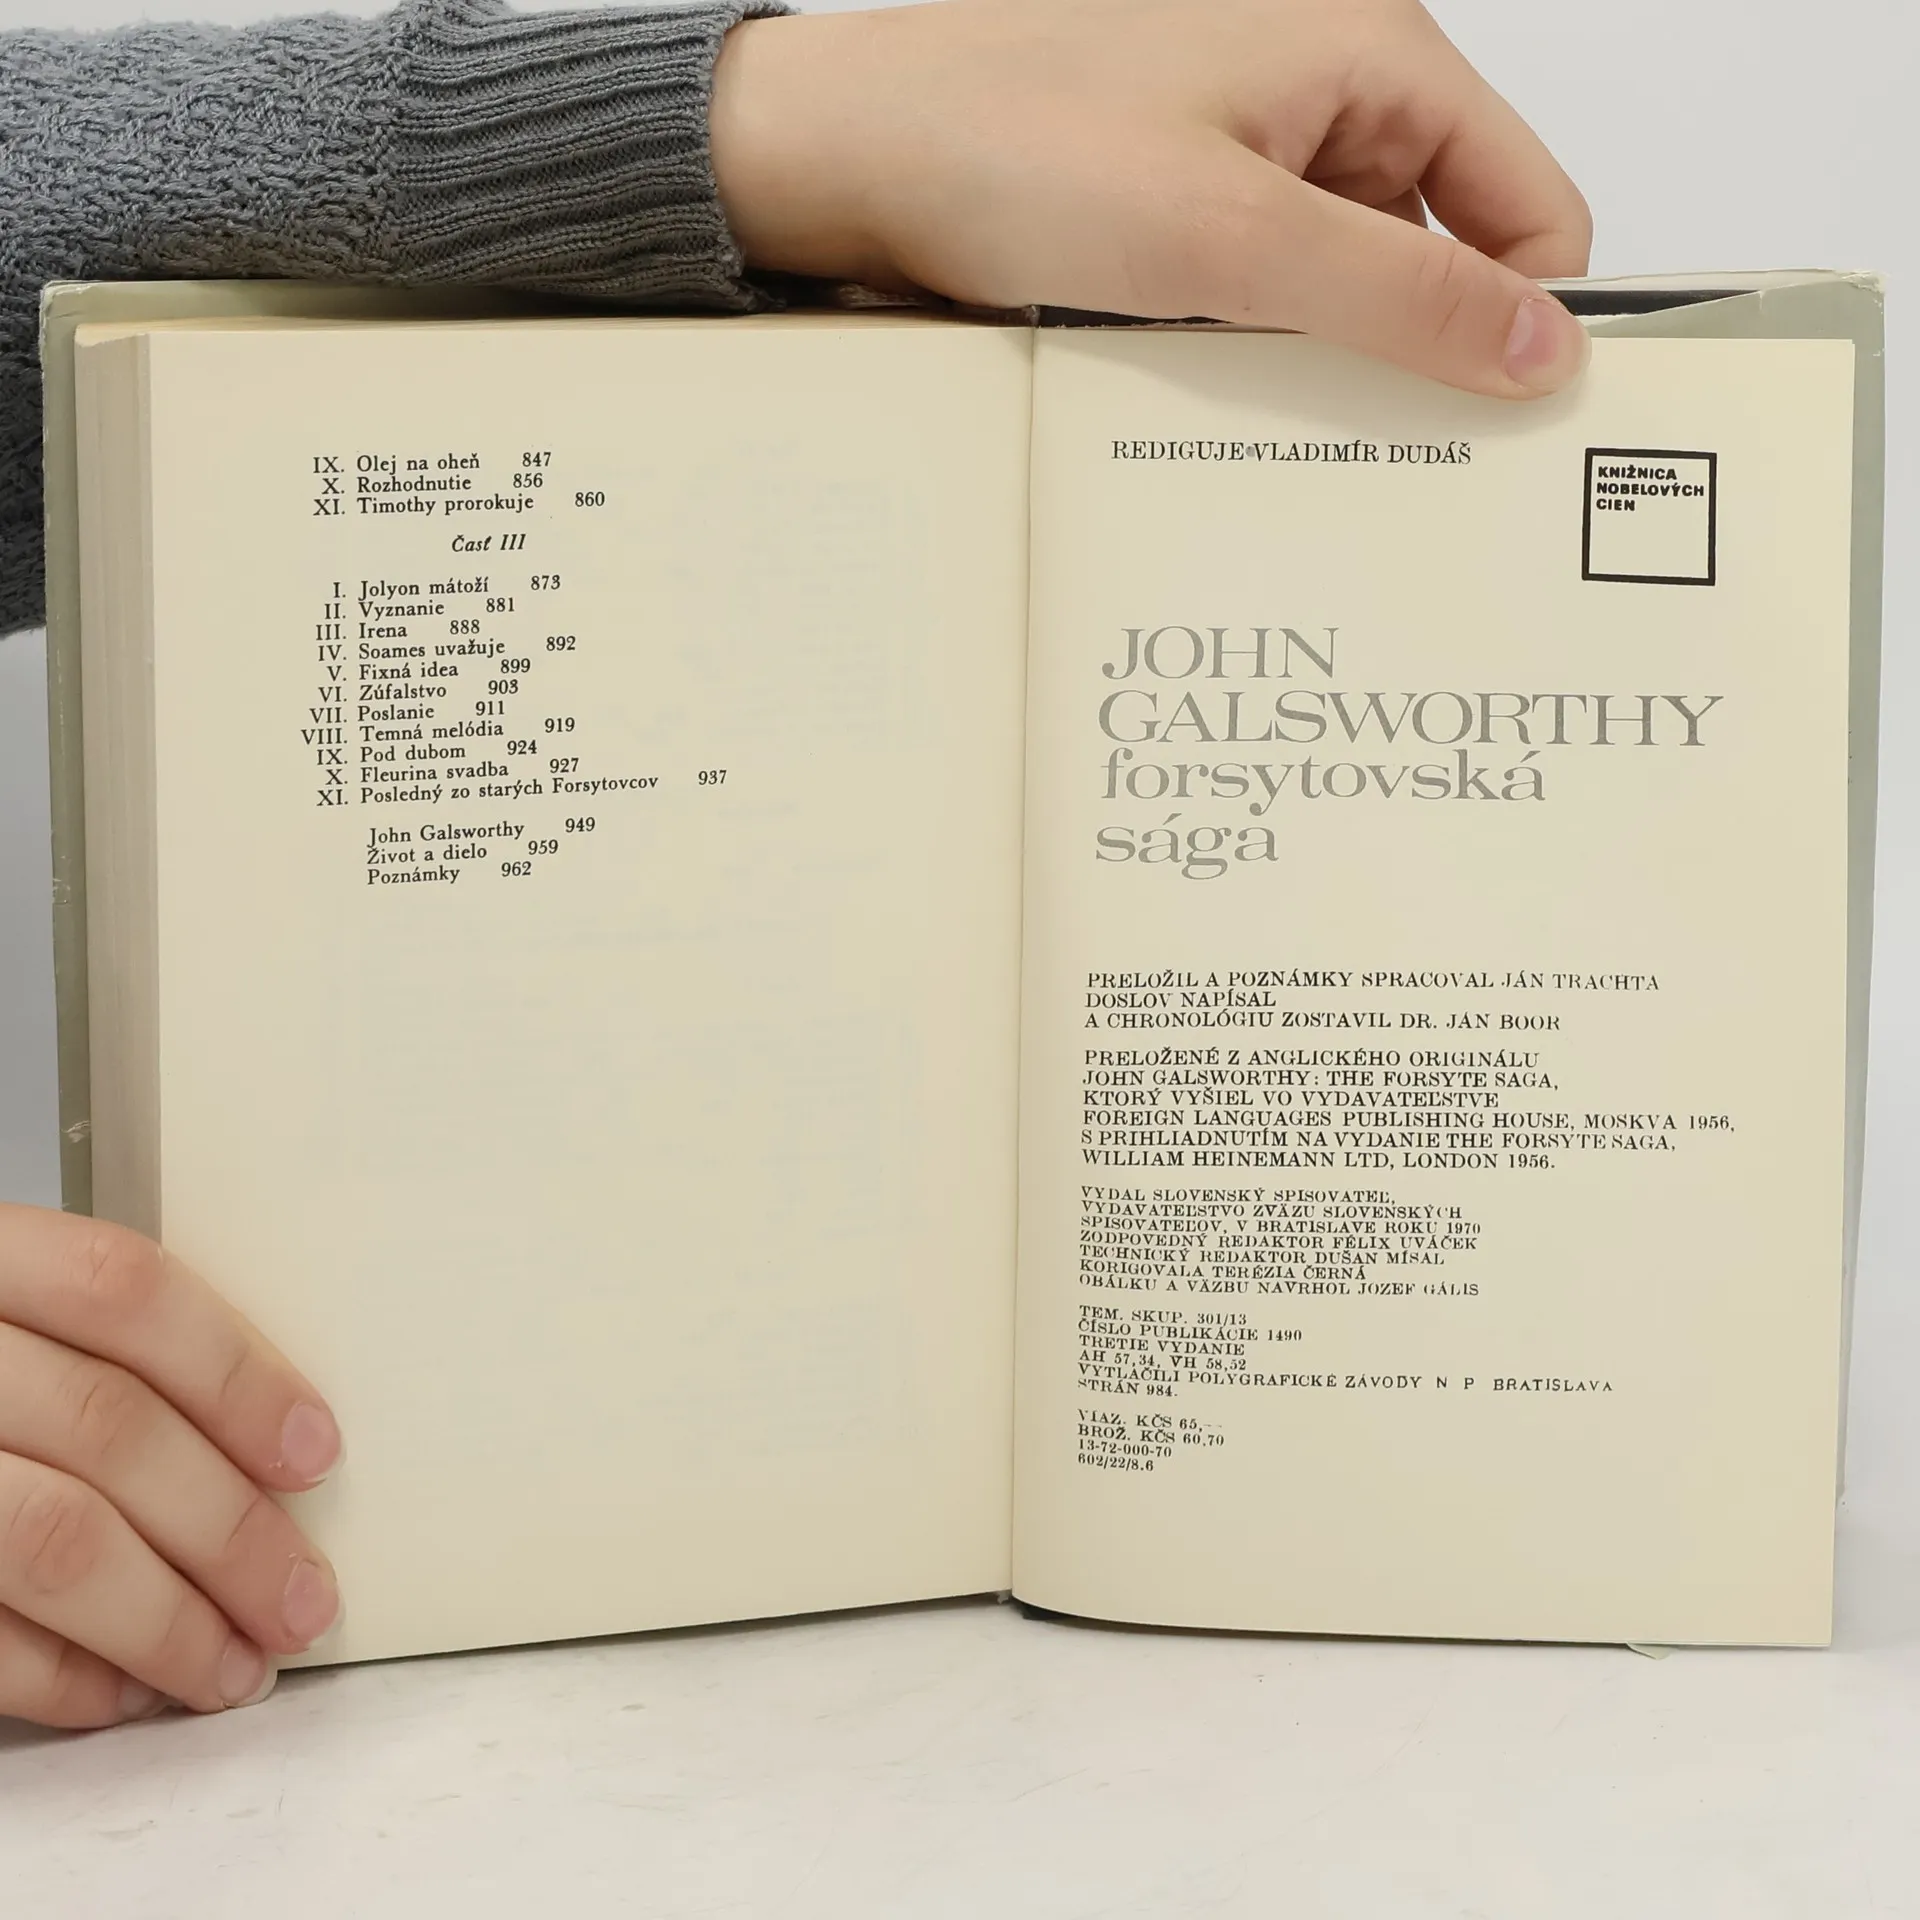 IX. Olej na oheň 847
X. Rozhodnutie 856
XI. Timothy prorokuje 860
Časť III
I. Jolyon mátoží 873
II. Vyznanie 881
III. Irena 888
IV. Soames uvažuje 892
V. Fixná idea 899
VI. Zúfalstvo 903
VII. Poslanie 911
VIII. Temná melódia 919
IX. Pod dubom 924
X. Fleurina svadba 927
XI. Posledný zo starých Forsytovcov 937
John Galsworthy 949
Život a dielo 959
Poznámky 962
REDIGUJE VLADIMÍR DUDÁŠ
KNIŽNICA
NOBELOVÝCH
CIEN
JOHN
GALSWORTHY
forsytovská
sága
PRELOŽIL A POZNÁMKY SPRACOVAL JÁN TRACHTA
DOSLOV NAPÍSAL
A CHRONOLÓGIU ZOSTAVIL DR. JÁN BOOR
PRELOŽENÉ Z ANGLICKÉHO ORIGINÁLU
JOHN GALSWORTHY: THE FORSYTE SAGA,
KTORÝ VYŠIEL VO VYDAVATEĽSTVE
FOREIGN LANGUAGES PUBLISHING HOUSE, MOSKVA 1956,
S PRIHLIADNUTÍM NA VYDANIE THE FORSYTE SAGA,
WILLIAM HEINEMANN LTD, LONDON 1956.
VYDAL SLOVENSKÝ SPISOVATEĽ,
VYDAVATEĽSTVO ZVÄZU SLOVENSKÝCH
SPISOVATEĽOV, V BRATISLAVE ROKU 1970
ZODPOVEDNÝ REDAKTOR FÉLIX UVÁČEK
TECHNICKÝ REDAKTOR DUŠAN MÍSAL
KORIGOVALA TERÉZIA ČERNÁ
OBÁLKU A VÄZBU NAVRHOL JOZEF GÁLIS
TEM. SKUP. 301/13
ČÍSLO PUBLIKÁCIE 1490
TRETIE VYDANIE
AH 57,34, VH 58,52
VYTLAČILI POLYGRAFICKÉ ZÁVODY N P BRATISLAVA
STRÁN 984.
VIAZ. KČS 65,--
BROŽ. KČS 60,70
13-72-000-70
602/22/8.6